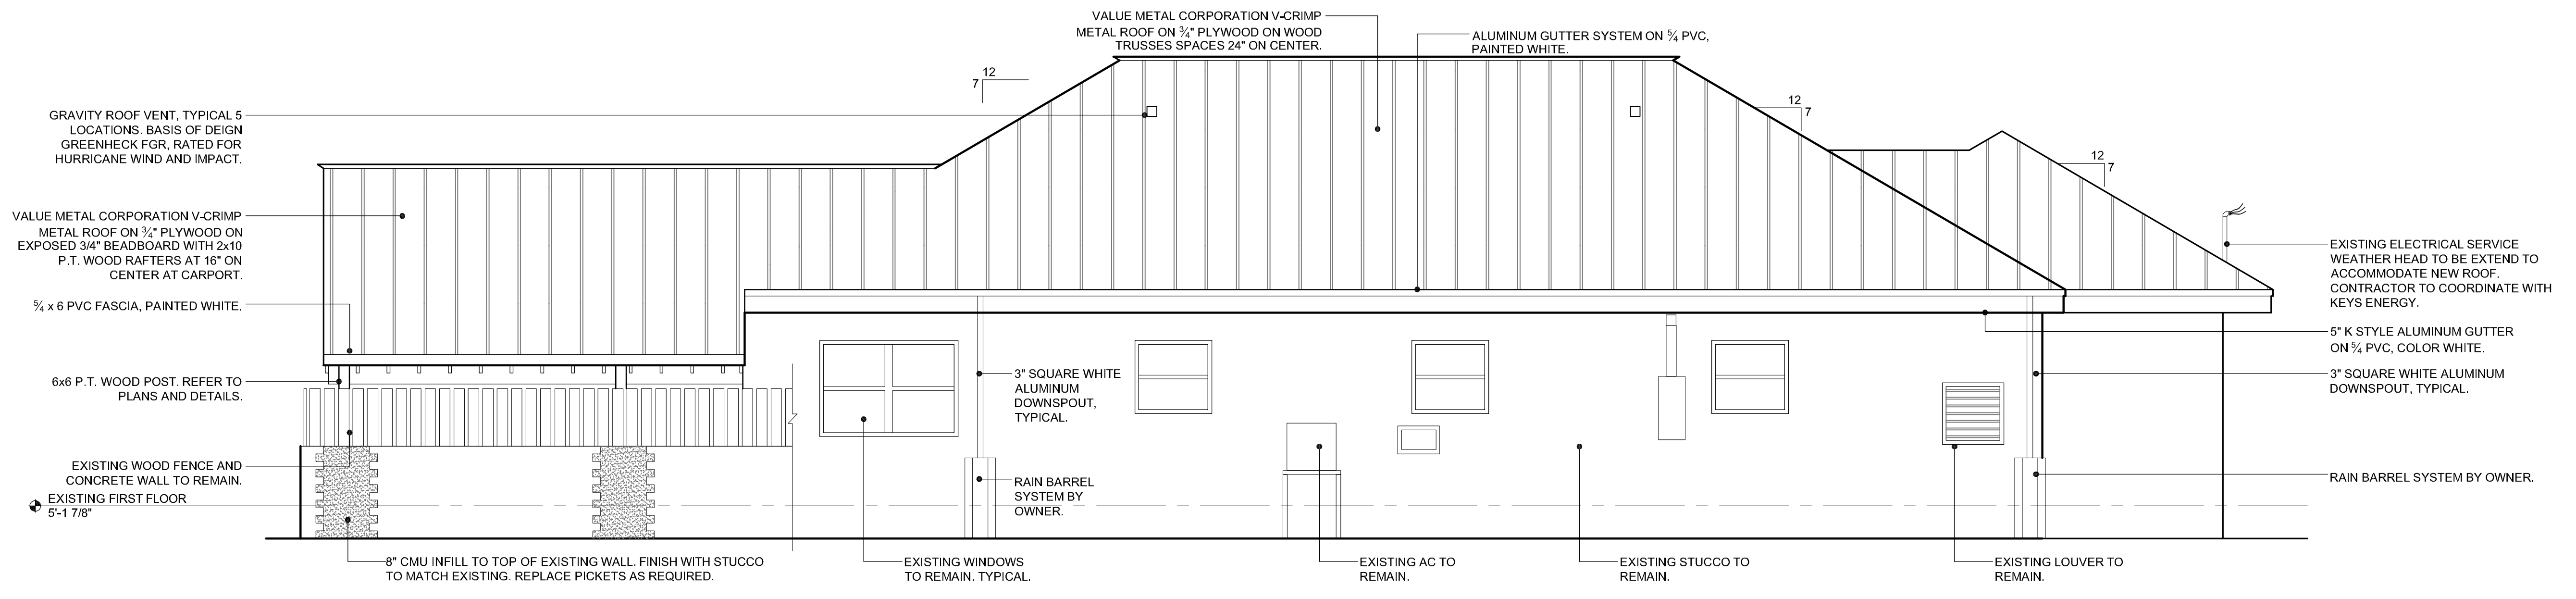 VALUE METAL CORPORATION V-CRIMP
METAL ROOF ON ¾" PLYWOOD ON WOOD
TRUSSES SPACES 24" ON CENTER.
ALUMINUM GUTTER SYSTEM ON 5⁄4 PVC,
PAINTED WHITE.
12
7
12
7
12
7
GRAVITY ROOF VENT, TYPICAL 5
LOCATIONS. BASIS OF DEIGN
GREENHECK FGR, RATED FOR
HURRICANE WIND AND IMPACT.
VALUE METAL CORPORATION V-CRIMP
METAL ROOF ON ¾" PLYWOOD ON
EXPOSED 3/4" BEADBOARD WITH 2x10
P.T. WOOD RAFTERS AT 16" ON
CENTER AT CARPORT.
5⁄4 x 6 PVC FASCIA, PAINTED WHITE.
6x6 P.T. WOOD POST. REFER TO
PLANS AND DETAILS.
EXISTING WOOD FENCE AND
CONCRETE WALL TO REMAIN.
EXISTING FIRST FLOOR
5'-1 7/8"
8" CMU INFILL TO TOP OF EXISTING WALL. FINISH WITH STUCCO
TO MATCH EXISTING. REPLACE PICKETS AS REQUIRED.
3" SQUARE WHITE
ALUMINUM
DOWNSPOUT,
TYPICAL.
RAIN BARREL
SYSTEM BY
OWNER.
EXISTING WINDOWS
TO REMAIN. TYPICAL.
EXISTING AC TO
REMAIN.
EXISTING STUCCO TO
REMAIN.
EXISTING LOUVER TO
REMAIN.
EXISTING ELECTRICAL SERVICE
WEATHER HEAD TO BE EXTEND TO
ACCOMMODATE NEW ROOF.
CONTRACTOR TO COORDINATE WITH
KEYS ENERGY.
5" K STYLE ALUMINUM GUTTER
ON 5⁄4 PVC, COLOR WHITE.
3" SQUARE WHITE ALUMINUM
DOWNSPOUT, TYPICAL.
RAIN BARREL SYSTEM BY OWNER.